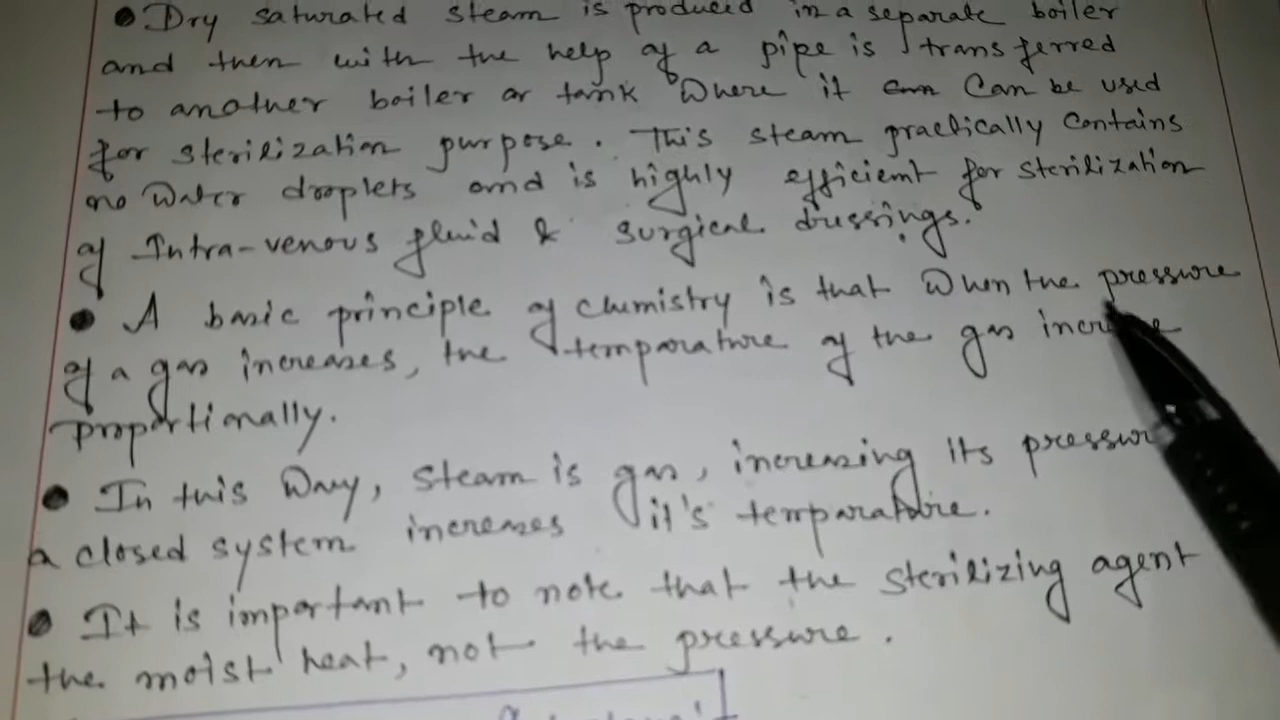 • Dry saturated steam is produced in a separate boiler
and then with the help of a pipe is transferred
to another boiler or tank where it can can be used
for sterilization purpose. This steam practically contains
no water droplets and is highly efficient for sterilization
of Intra-venous fluid & surgical dressings.
• A basic principle of chemistry is that when the pressure
of a gas increases, the temparature of the gas increase
proportionally.
• In this way, steam is gas, increasing its
a closed system increases it's temparature.
• It is important to note that the sterilizing agent
the moist heat, not the pressure.